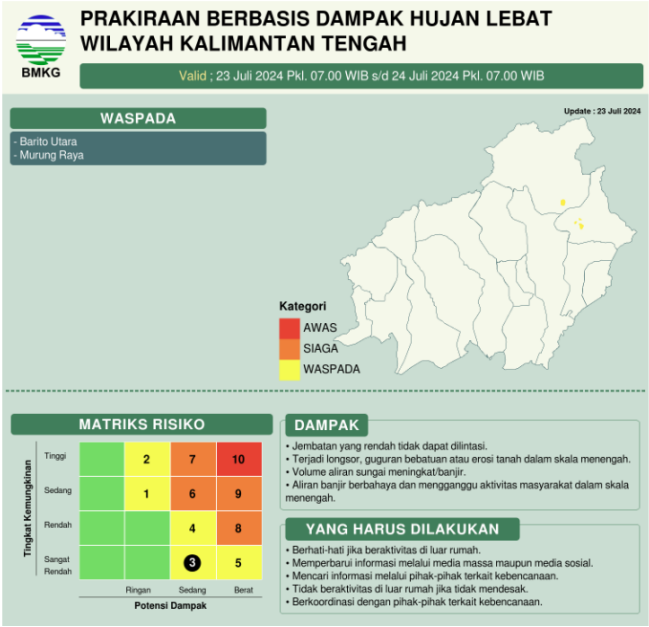 PRAKIRAAN BERBASIS DAMPAK HUJAN LEBAT
WILAYAH KALIMANTAN TENGAH
BMKG
Valid ; 23 Juli 2024 Pkl. 07.00 WIB s/d 24 Juli 2024 Pkl. 07.00 WIB
WASPADA
- Barito Utara
- Murung Raya
Update : 23 Juli 2024
Kategori
AWAS
SIAGA
WASPADA
MATRIKS RISIKO
Tingkat Kemungkinan
Tinggi
2 7 10
Sedang
1 6 9
Rendah
4 8
Sangat
Rendah
3 5
Ringan Sedang Berat
Potensi Dampak
DAMPAK
• Jembatan yang rendah tidak dapat dilintasi.
• Terjadi longsor, guguran bebatuan atau erosi tanah dalam skala menengah.
• Volume aliran sungai meningkat/banjir.
• Aliran banjir berbahaya dan mengganggu aktivitas masyarakat dalam skala
menengah.
YANG HARUS DILAKUKAN
• Berhati-hati jika beraktivitas di luar rumah.
• Memperbarui informasi melalui media massa maupun media sosial.
• Mencari informasi melalui pihak-pihak terkait kebencanaan.
• Tidak beraktivitas di luar rumah jika tidak mendesak.
• Berkoordinasi dengan pihak-pihak terkait kebencanaan.